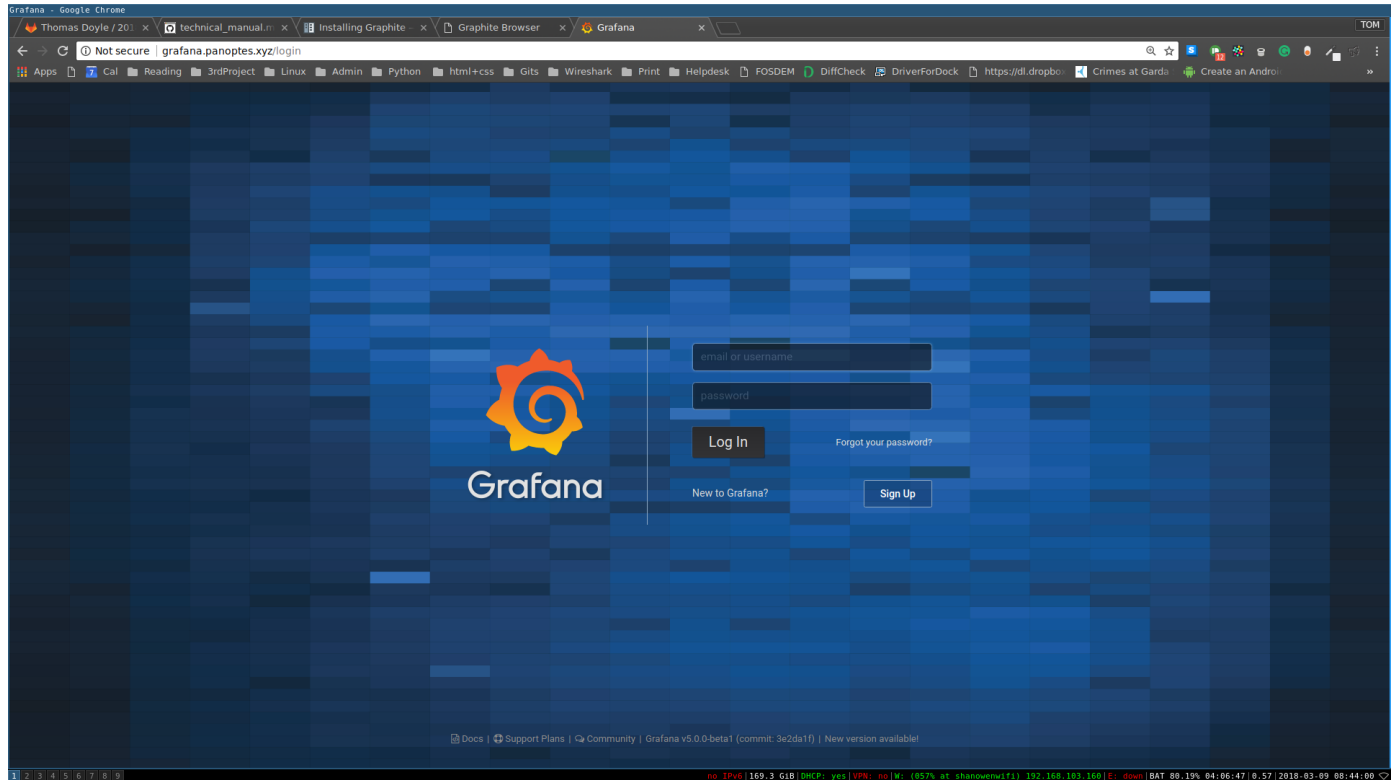 Grafana - Google Chrome
Thomas Doyle / 201
technical_manual.m
Installing Graphite —
Graphite Browser
Grafana
TOM
Not secure | grafana.panoptes.xyz/login
12
Apps
7 Cal
Reading
3rdProject
Linux
Admin
Python
html+css
Gits
Wireshark
Print
Helpdesk
FOSDEM
DiffCheck
DriverForDock
https://dl.dropbox
Crimes at Garda
Create an Androi
»
email or username
password
Log In
Forgot your password?
Grafana
New to Grafana?
Sign Up
Docs | Support Plans | Community | Grafana v5.0.0-beta1 (commit: 3e2da1f) | New version available!
1 2 3 4 5 6 7 8 9
no IPv6|169.3 GiB|DHCP: yes|VPN: no|W: (057% at shanowenwifi) 192.168.103.160|E: down|BAT 80.19% 04:06:47|0.57|2018-03-09 08:44:00